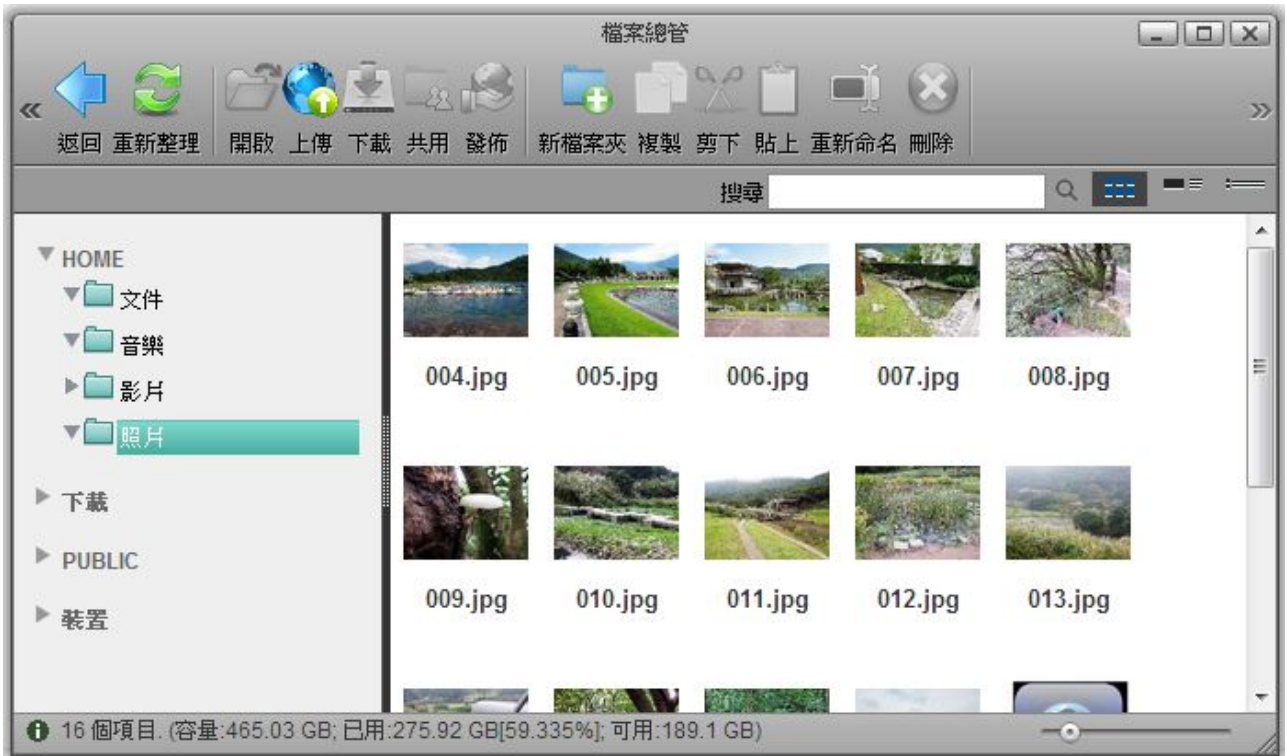 檔案總管
返回 重新整理 開啟 上傳 下載 共用 發佈 新檔案夾 複製 剪下 貼上 重新命名 刪除
搜尋
HOME
文件
音樂
影片
照片
下載
PUBLIC
裝置
004.jpg 005.jpg 006.jpg 007.jpg 008.jpg
009.jpg 010.jpg 011.jpg 012.jpg 013.jpg
16 個項目. (容量:465.03 GB; 已用:275.92 GB[59.335%]; 可用:189.1 GB)